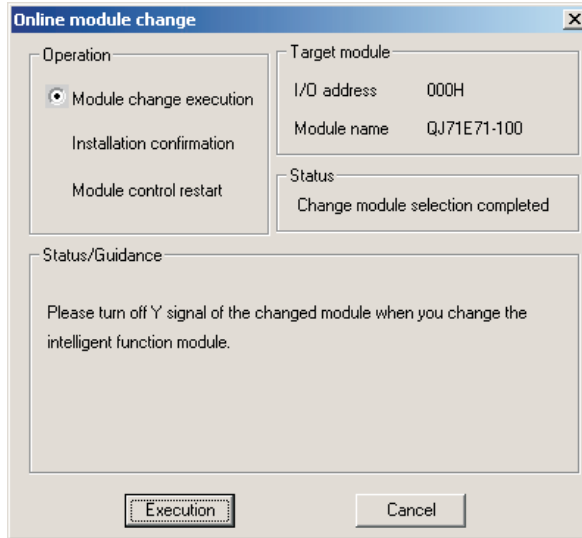 Online module change
Operation
Module change execution
Installation confirmation
Module control restart
Target module
I/O address 000H
Module name QJ71E71-100
Status
Change module selection completed
Status/Guidance
Please turn off Y signal of the changed module when you change the
intelligent function module.
Execution Cancel